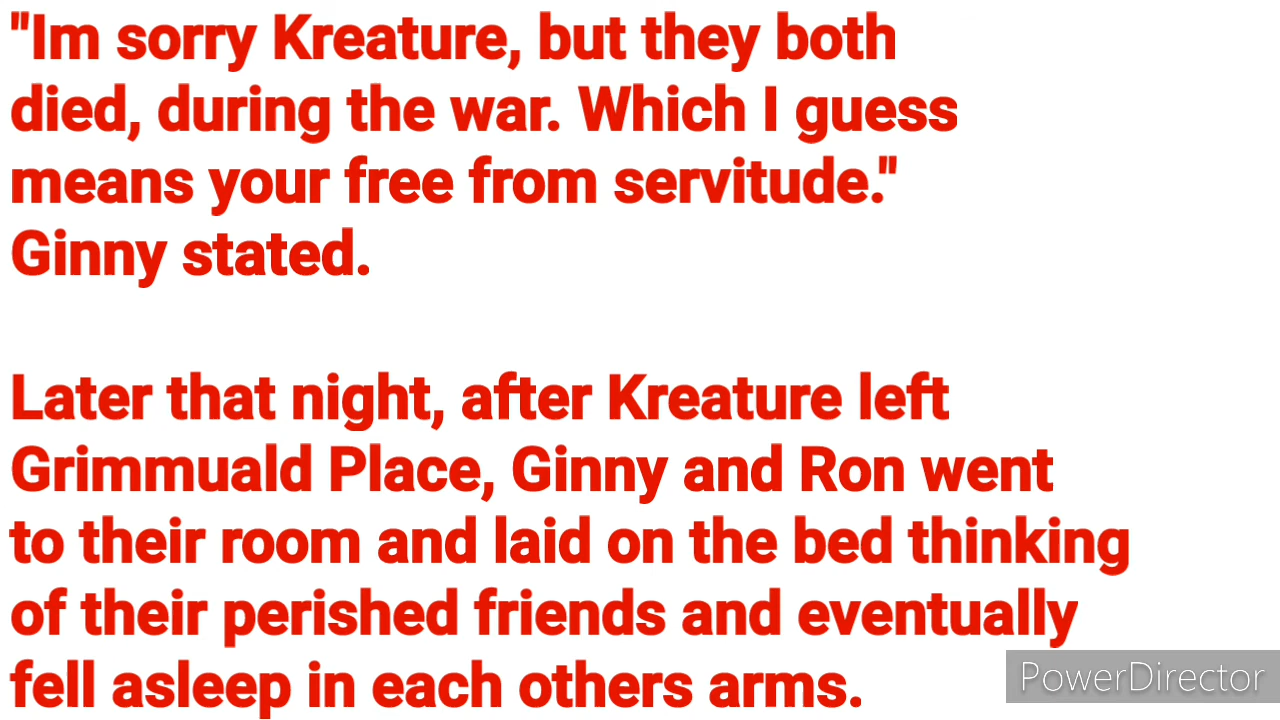 "Im sorry Kreature, but they both
died, during the war. Which I guess
means your free from servitude."
Ginny stated.
Later that night, after Kreature left
Grimmuald Place, Ginny and Ron went
to their room and laid on the bed thinking
of their perished friends and eventually
fell asleep in each others arms.
PowerDirector